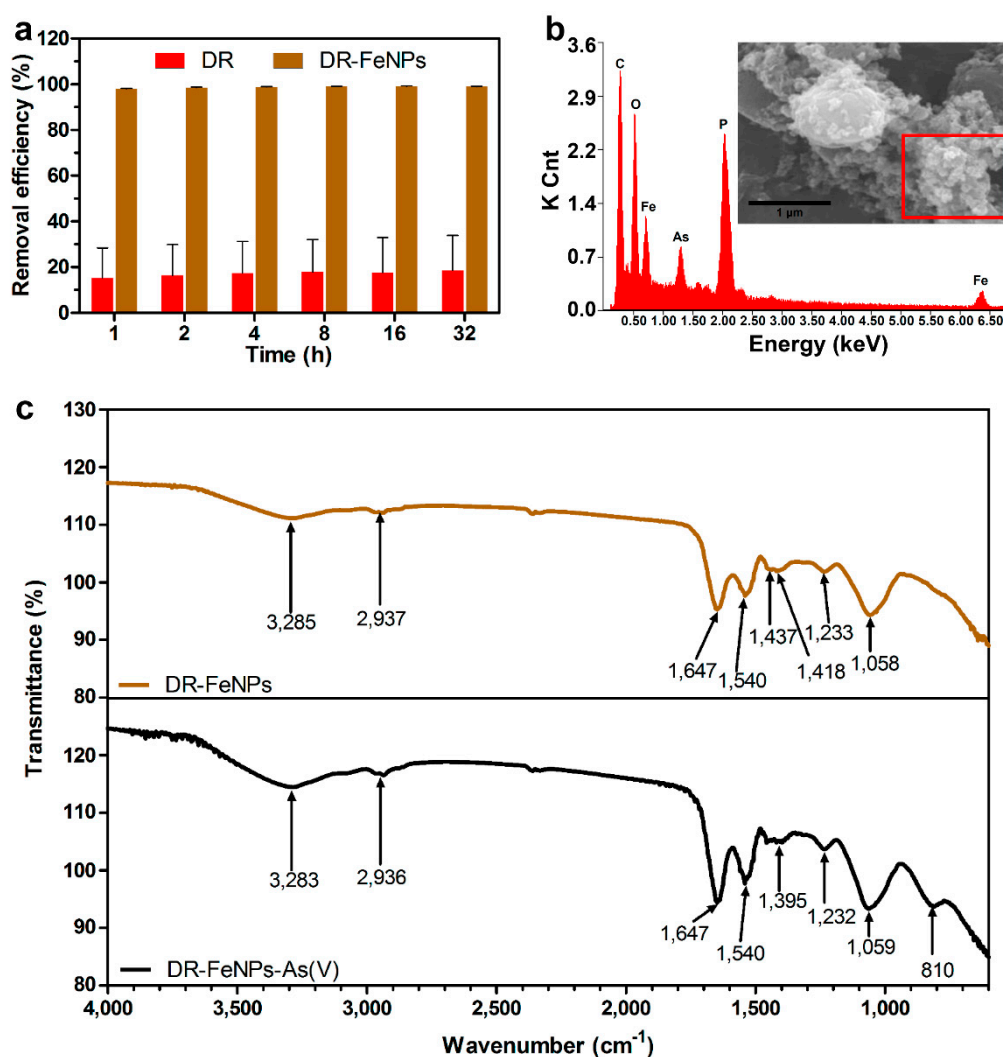 a
120
100
80
60
40
20
0
Removal efficiency (%)
DR DR-FeNPs
1 2 4 8 16 32
Time (h)
b
3.6
2.9
2.2
1.4
0.7
0.0
K Cnt
C
O
Fe
As
P
Fe
1 µm
0.50 1.00 1.50 2.00 2.50 3.00 3.50 4.00 4.50 5.00 5.50 6.00 6.50
Energy (keV)
c
130
120
110
100
90
80
Transmittance (%)
3,285
2,937
1,647
1,540
1,437
1,418
1,233
1,058
DR-FeNPs
120
110
100
90
80
3,283
2,936
1,647
1,540
1,395
1,232
1,059
810
DR-FeNPs-As(V)
4,000 3,500 3,000 2,500 2,000 1,500 1,000
Wavenumber (cm⁻¹)